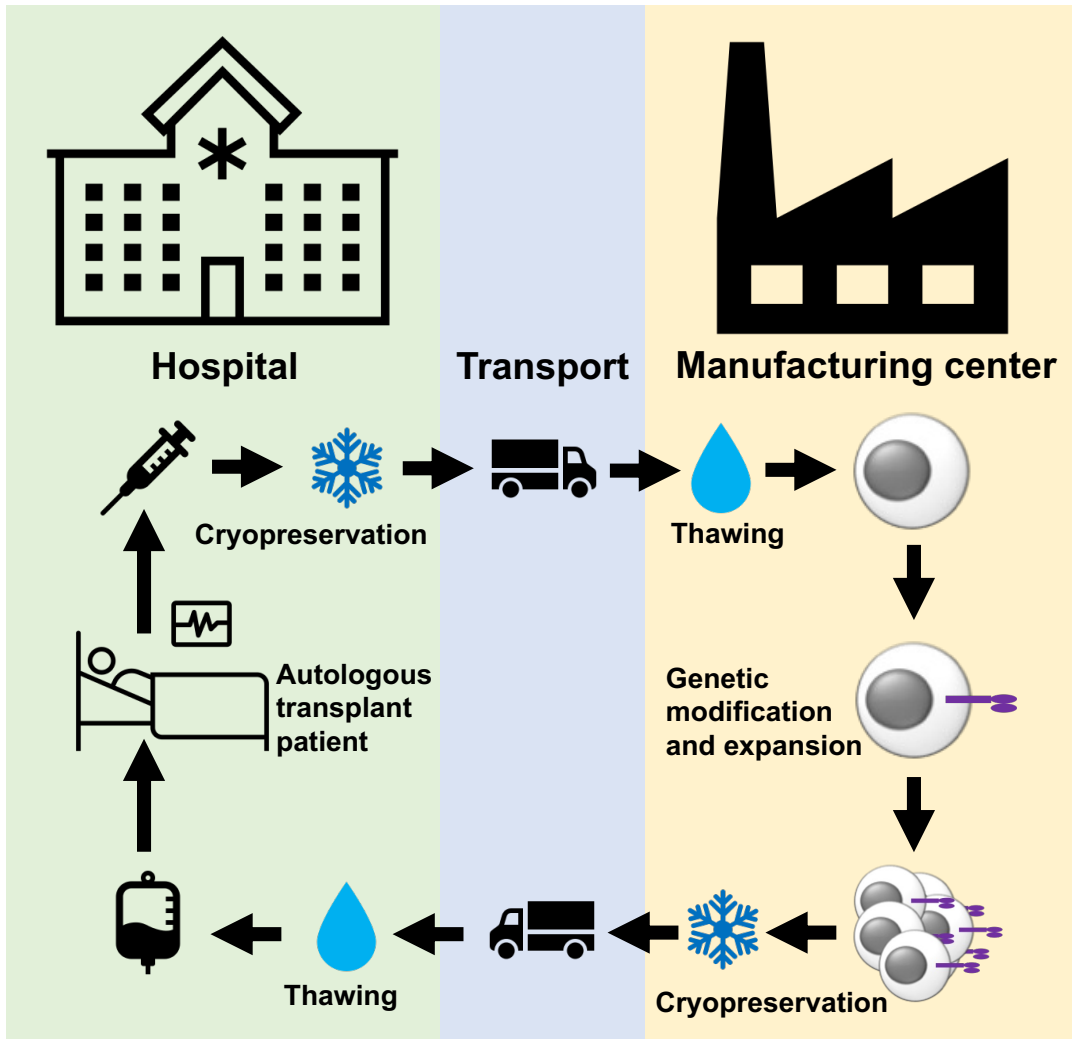 Hospital
Transport
Manufacturing center
Cryopreservation
Thawing
Autologous
transplant
patient
Genetic
modification
and expansion
Thawing
Cryopreservation